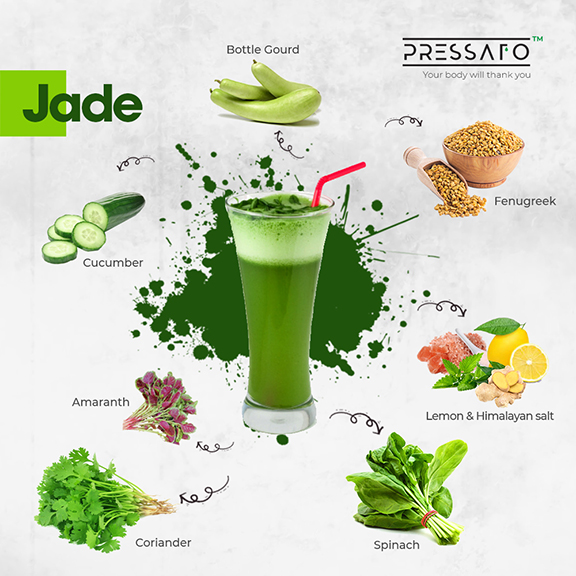 Bottle Gourd
PRESSATO™
Your body will thank you
Jade
Fenugreek
Cucumber
Amaranth
Lemon & Himalayan salt
Coriander
Spinach